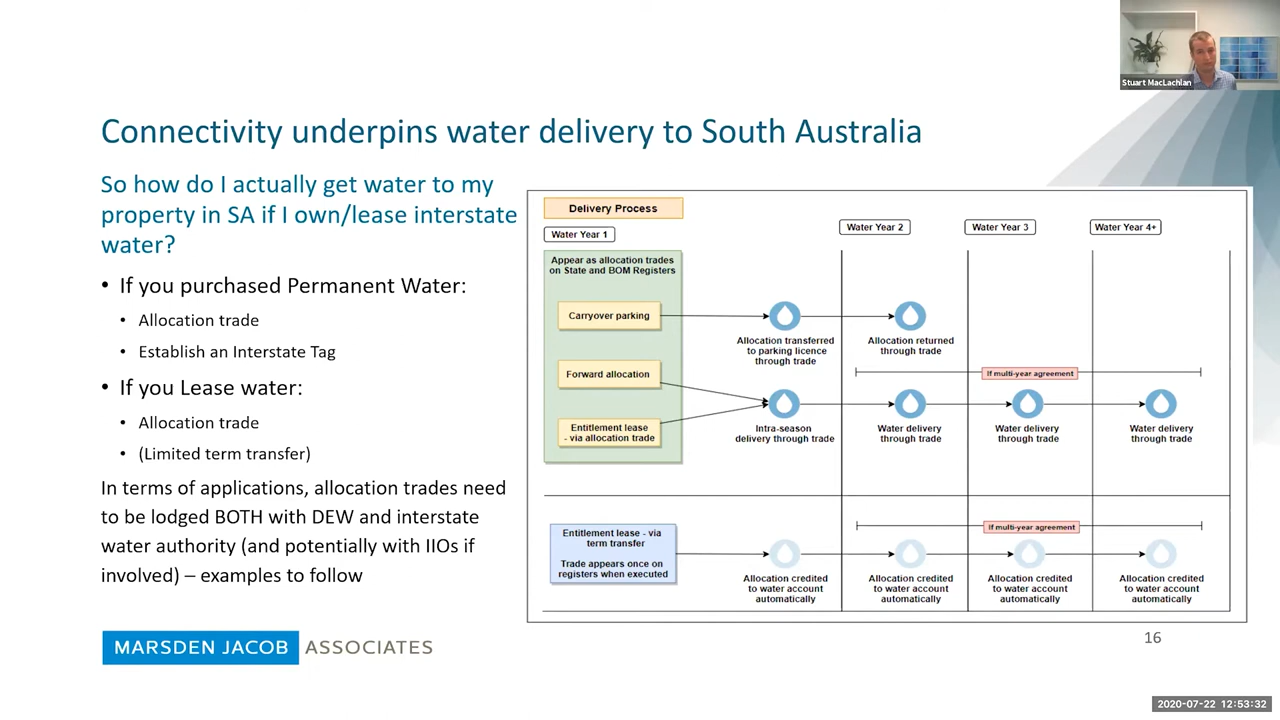 Stuart MacLachlan
Connectivity underpins water delivery to South Australia
So how do I actually get water to my
property in SA if I own/lease interstate
water?
• If you purchased Permanent Water:
• Allocation trade
• Establish an Interstate Tag
• If you Lease water:
• Allocation trade
• (Limited term transfer)
In terms of applications, allocation trades need
to be lodged BOTH with DEW and interstate
water authority (and potentially with IIOs if
involved) – examples to follow
Delivery Process
Water Year 1
Water Year 2
Water Year 3
Water Year 4+
Appear as allocation trades
on State and BOM Registers
Carryover parking
Allocation transferred
to parking licence
through trade
Allocation returned
through trade
Forward allocation
If multi-year agreement
Entitlement lease
- via allocation trade
Intra-season
delivery through trade
Water delivery
through trade
Water delivery
through trade
Water delivery
through trade
Entitlement lease - via
term transfer
Trade appears once on
registers when executed
If multi-year agreement
Allocation credited
to water account
automatically
Allocation credited
to water account
automatically
Allocation credited
to water account
automatically
Allocation credited
to water account
automatically
MARSDEN JACOB ASSOCIATES
16
2020-07-22 12:53:32